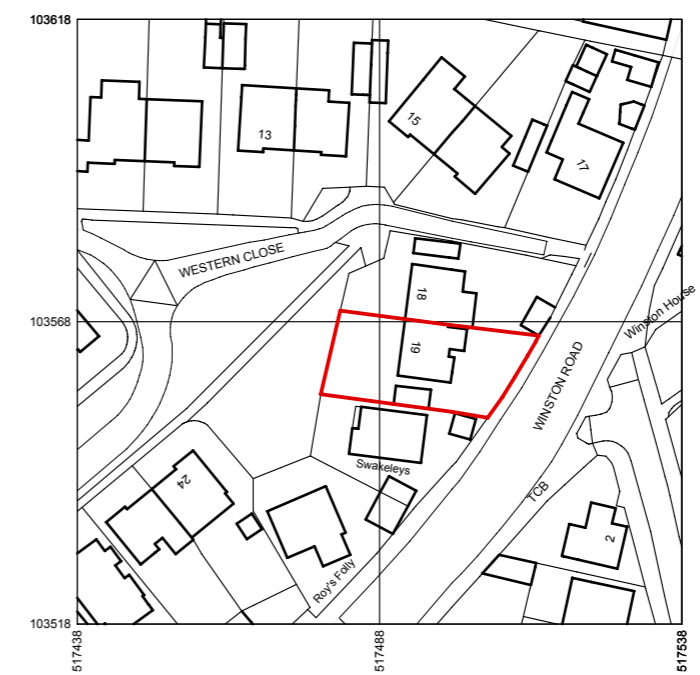 103618
13
15
17
WESTERN CLOSE
18
103568
Winston House
19
WINSTON ROAD
Swakeleys
24
TCB
2
Roy's Folly
103518
517438
517488
517538